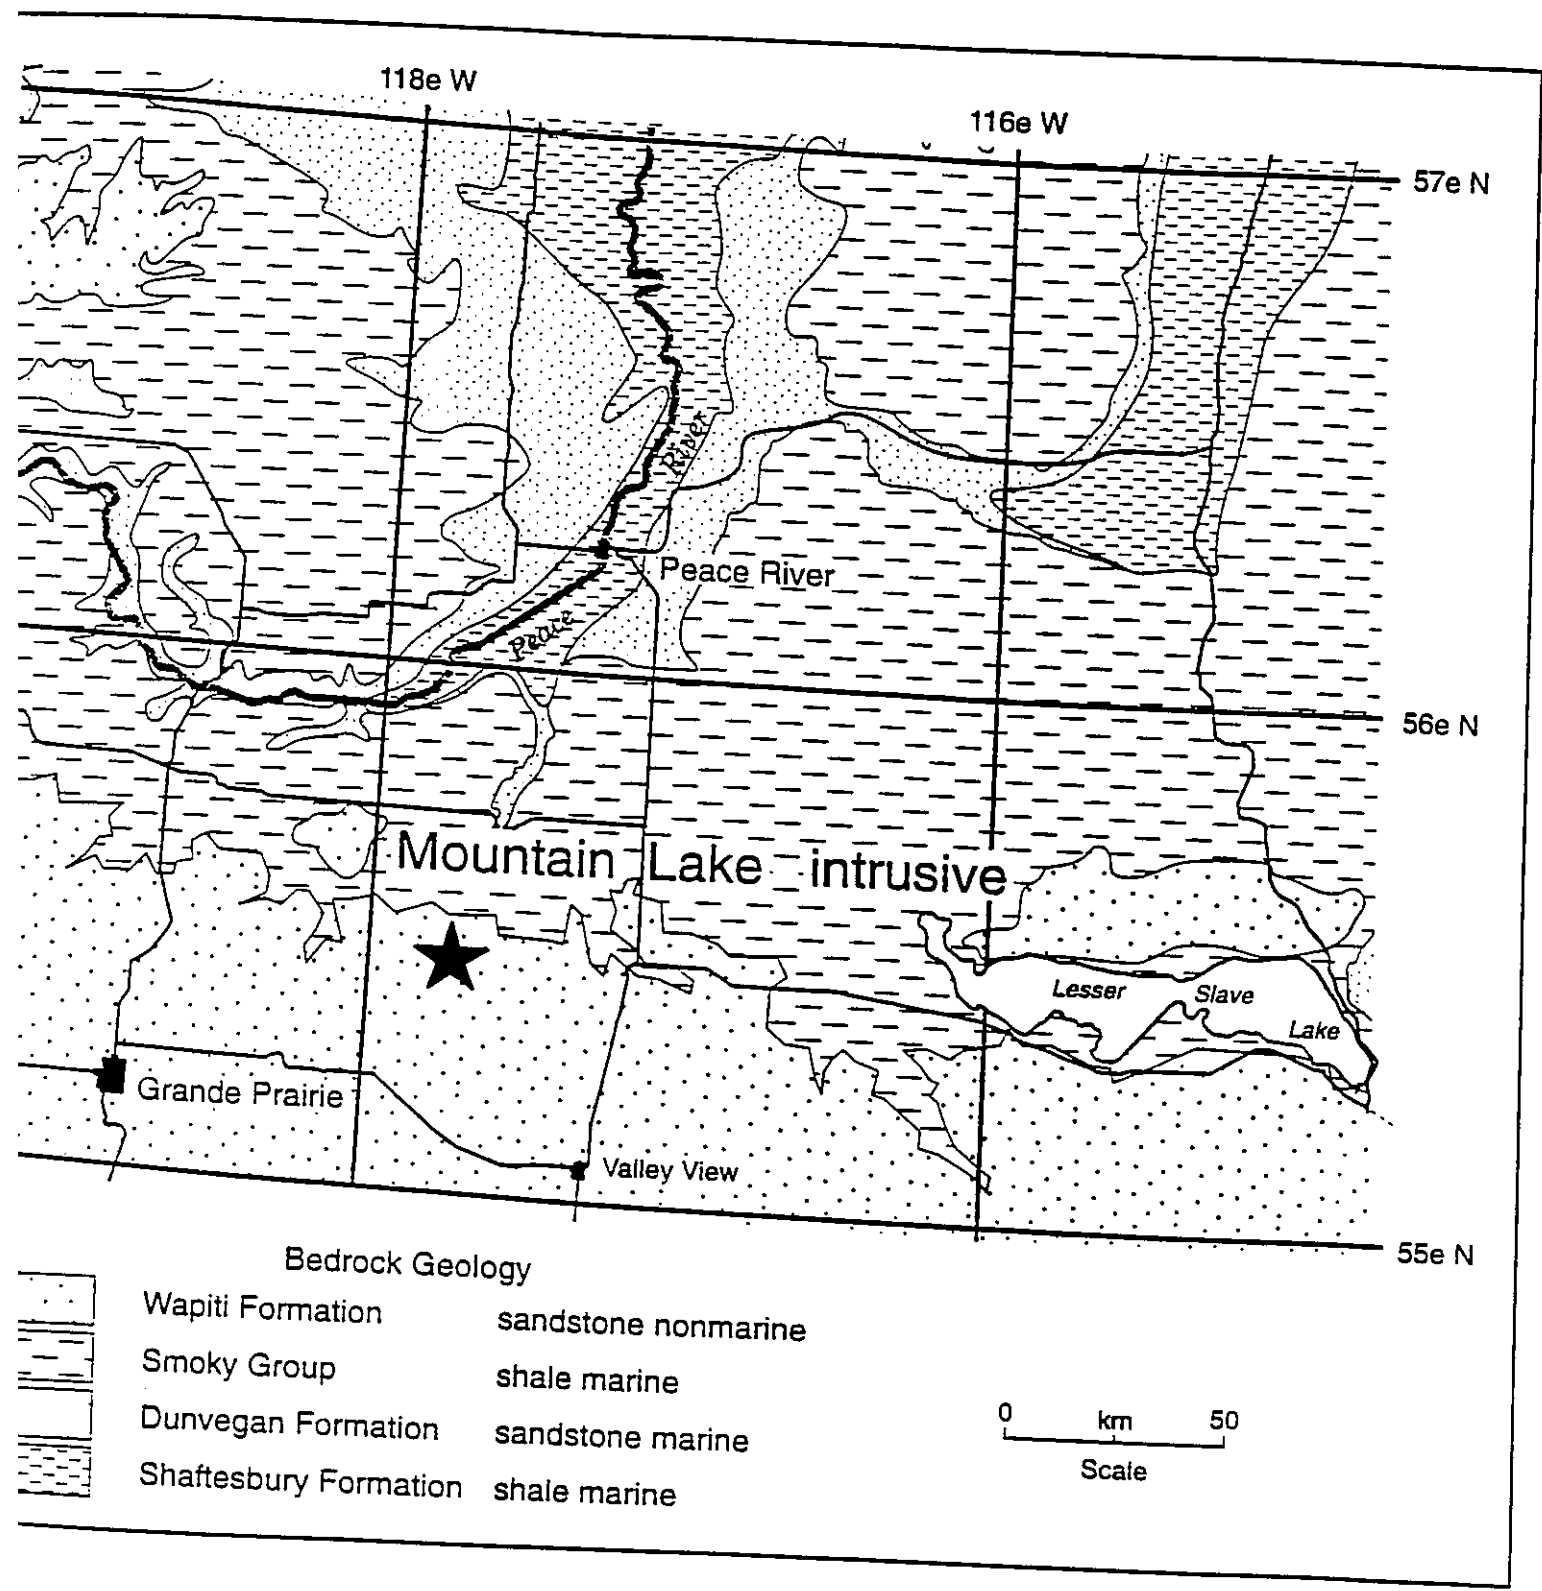 118e W
116e W
57e N
River
Peace River
Peace
56e N
Mountain Lake intrusive
Lesser Slave Lake
Grande Prairie
Valley View
55e N
Bedrock Geology
Wapiti Formation sandstone nonmarine
Smoky Group shale marine
Dunvegan Formation sandstone marine
Shaftesbury Formation shale marine
0 km 50
Scale